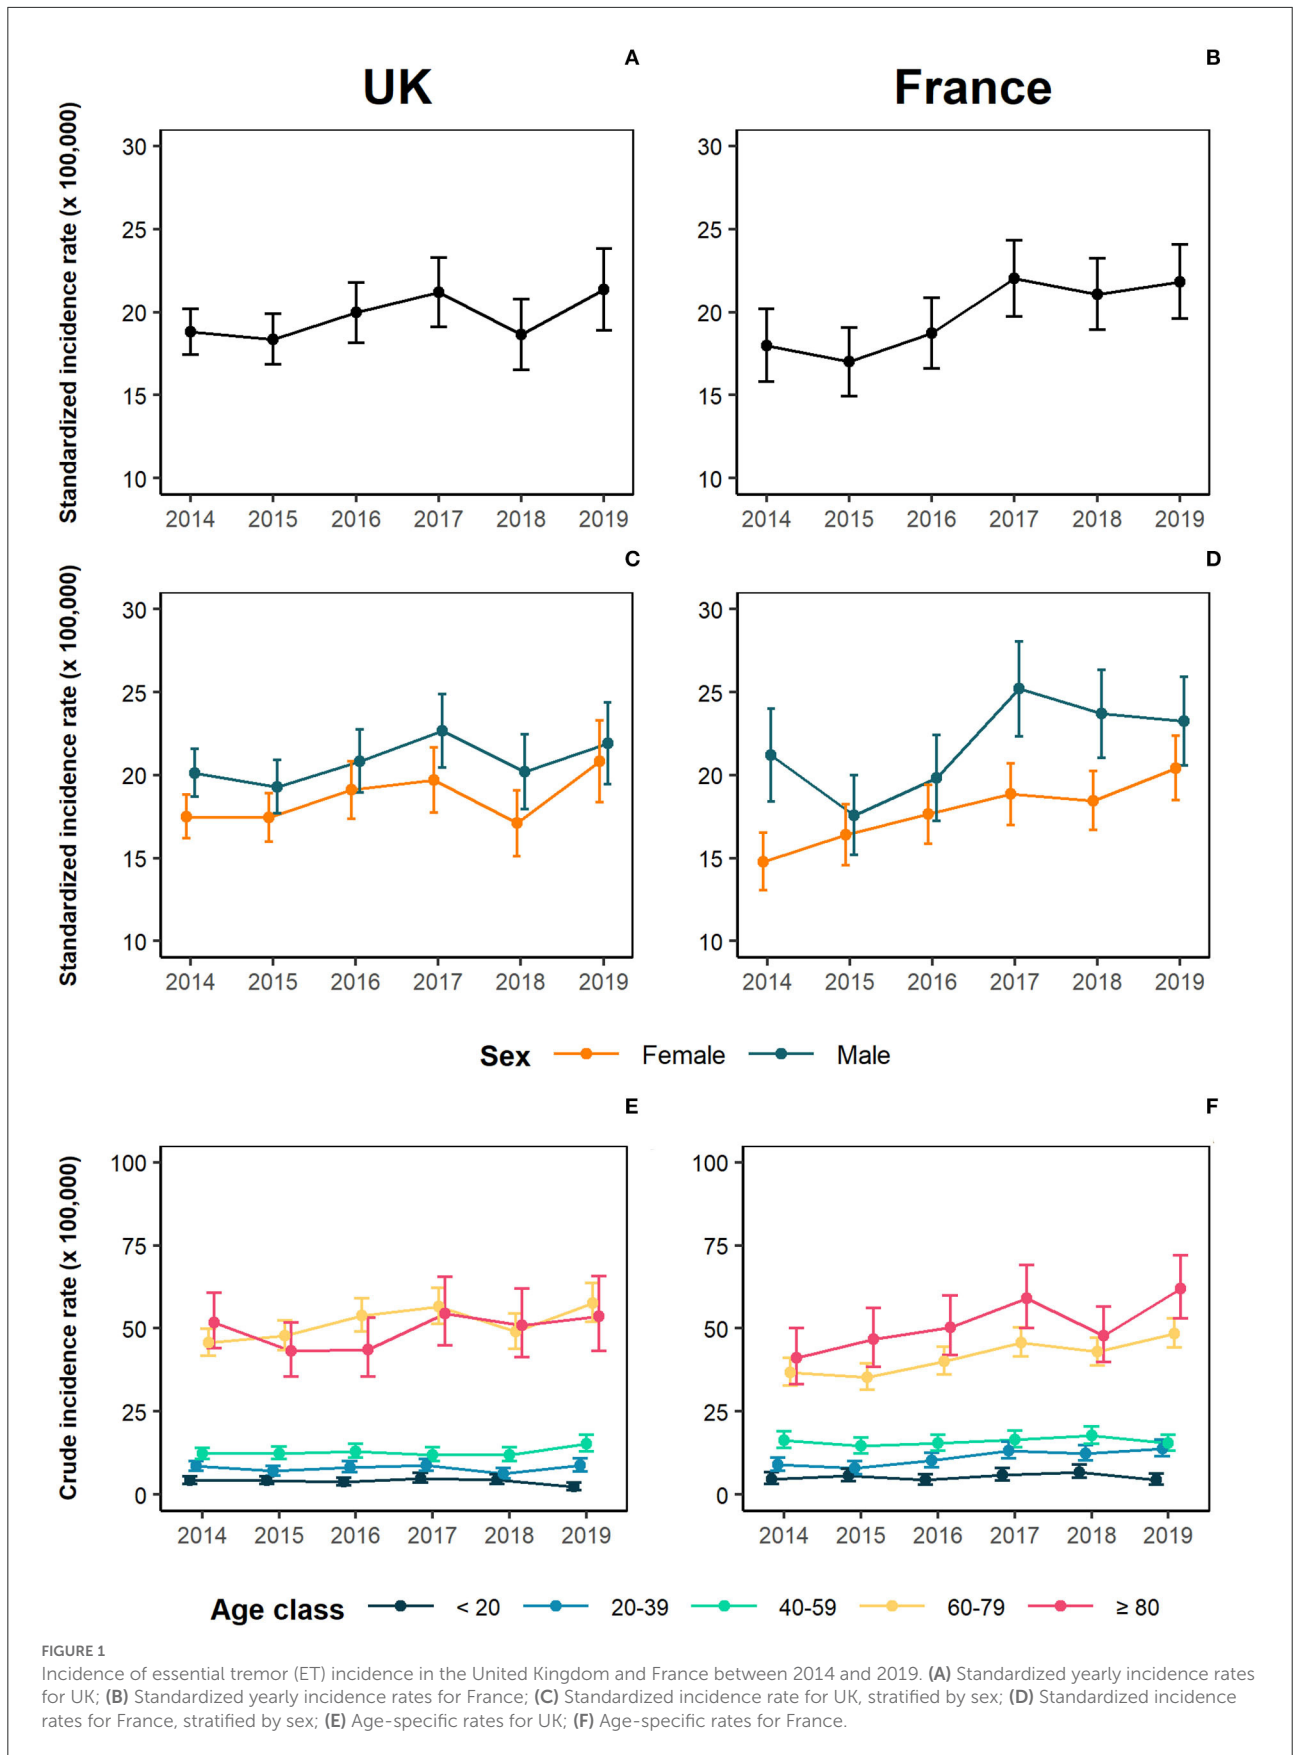 A
B
UK
France
Standardized incidence rate (x 100,000)
30
25
20
15
10
2014 2015 2016 2017 2018 2019
30
25
20
15
10
2014 2015 2016 2017 2018 2019
C
D
Standardized incidence rate (x 100,000)
30
25
20
15
10
2014 2015 2016 2017 2018 2019
30
25
20
15
10
2014 2015 2016 2017 2018 2019
Sex Female Male
E
F
Crude incidence rate (x 100,000)
100
75
50
25
0
2014 2015 2016 2017 2018 2019
100
75
50
25
0
2014 2015 2016 2017 2018 2019
Age class < 20 20-39 40-59 60-79 ≥ 80
FIGURE 1
Incidence of essential tremor (ET) incidence in the United Kingdom and France between 2014 and 2019. (A) Standardized yearly incidence rates
for UK; (B) Standardized yearly incidence rates for France; (C) Standardized incidence rate for UK, stratified by sex; (D) Standardized incidence
rates for France, stratified by sex; (E) Age-specific rates for UK; (F) Age-specific rates for France.